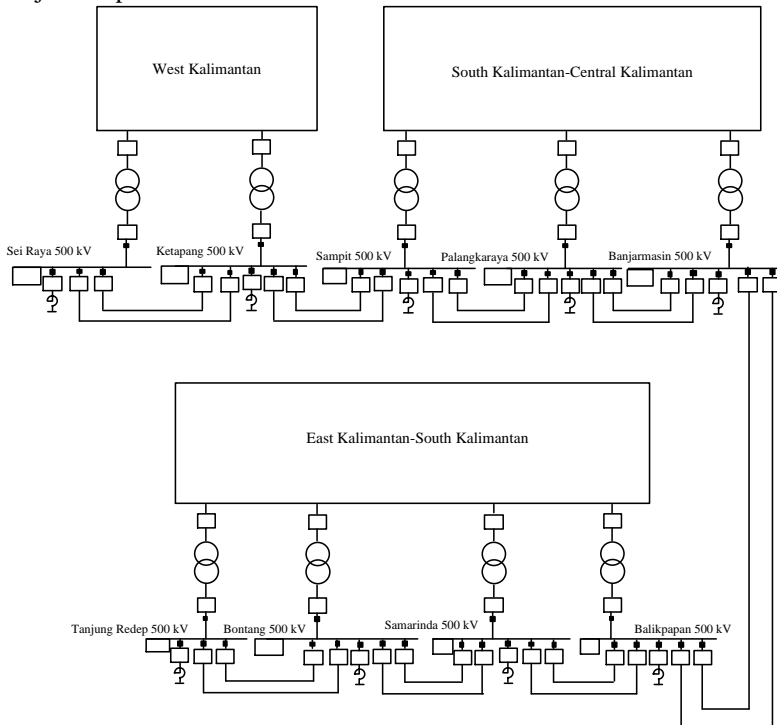 West Kalimantan
South Kalimantan-Central Kalimantan
Sei Raya 500 kV
Ketapang 500 kV
Sampit 500 kV
Palangkaraya 500 kV
Banjarmasin 500 kV
East Kalimantan-South Kalimantan
Tanjung Redep 500 kV
Bontang 500 kV
Samarinda 500 kV
Balikpapan 500 kV